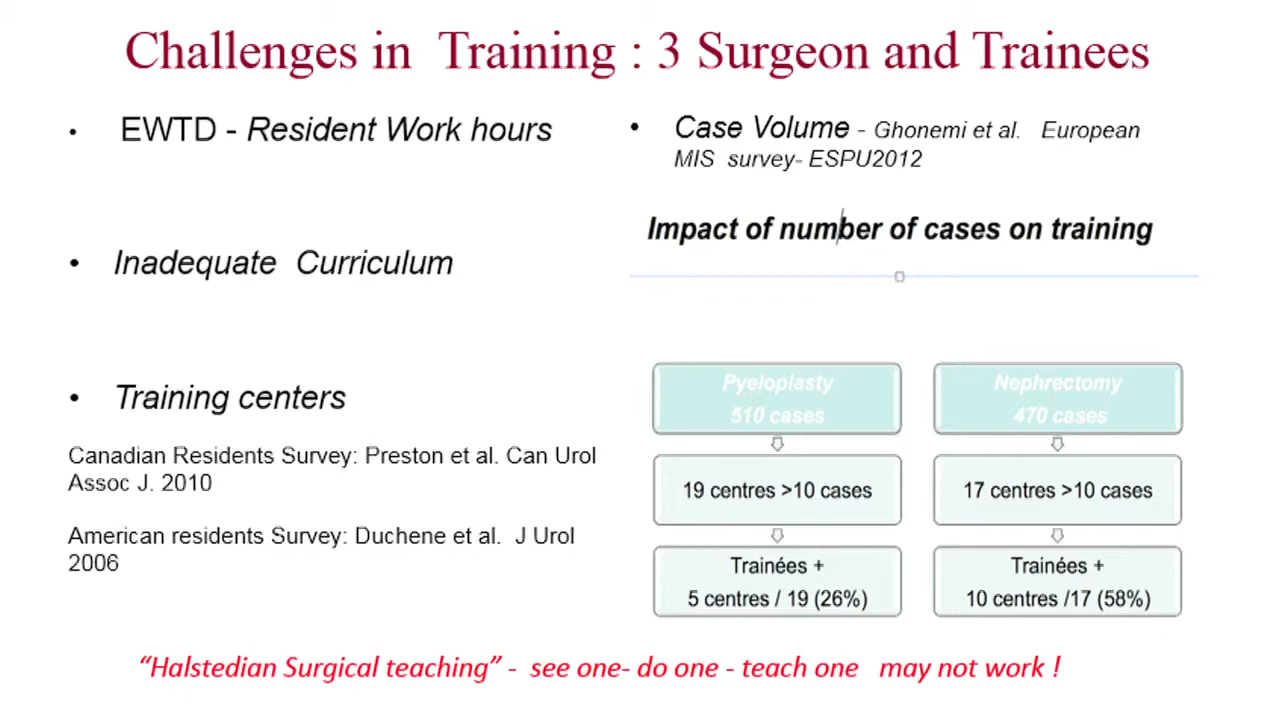 Challenges in Training : 3 Surgeon and Trainees
• EWTD - Resident Work hours
• Inadequate Curriculum
• Training centers
Canadian Residents Survey: Preston et al. Can Urol
Assoc J. 2010
American residents Survey: Duchene et al. J Urol
2006
• Case Volume - Ghonemi et al. European
MIS survey- ESPU2012
Impact of number of cases on training
Pyeloplasty
510 cases
19 centres >10 cases
Trainées +
5 centres / 19 (26%)
Nephrectomy
470 cases
17 centres >10 cases
Trainées +
10 centres /17 (58%)
“Halstedian Surgical teaching” - see one- do one - teach one may not work !